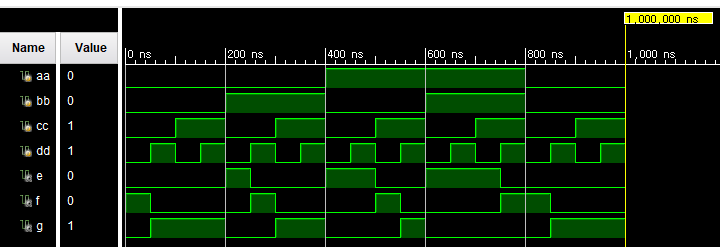 1,000,000 ns
Name Value
0 ns 200 ns 400 ns 600 ns 800 ns 1,000 ns
aa 0
bb 0
cc 1
dd 1
e 0
f 0
g 1